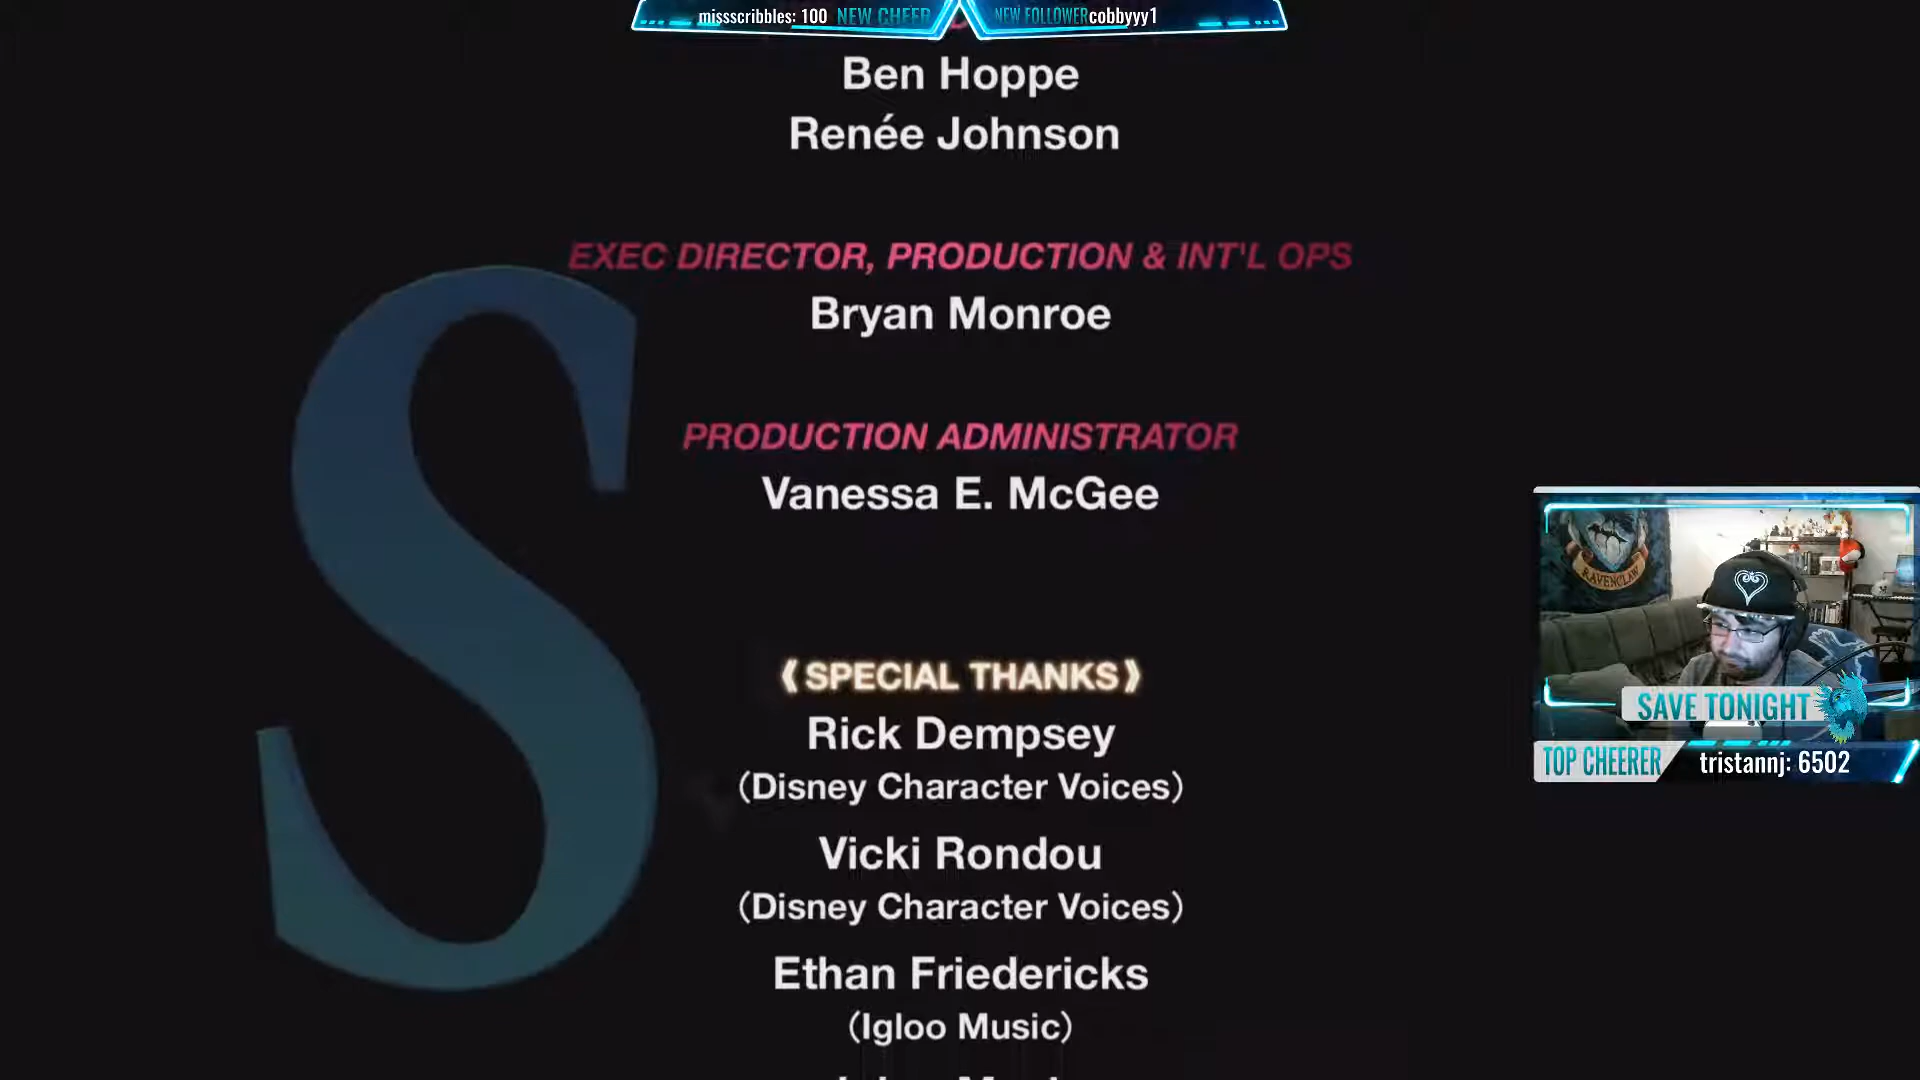 missscribbles: 100 NEW CHEER
NEW FOLLOWER cobbyyy1
Ben Hoppe
Renée Johnson
EXEC DIRECTOR, PRODUCTION & INT'L OPS
Bryan Monroe
PRODUCTION ADMINISTRATOR
Vanessa E. McGee
S
⟪SPECIAL THANKS⟫
Rick Dempsey
(Disney Character Voices)
Vicki Rondou
(Disney Character Voices)
Ethan Friedericks
(Igloo Music)
RAVENCLAW
SAVE TONIGHT
TOP CHEERER
tristannj: 6502